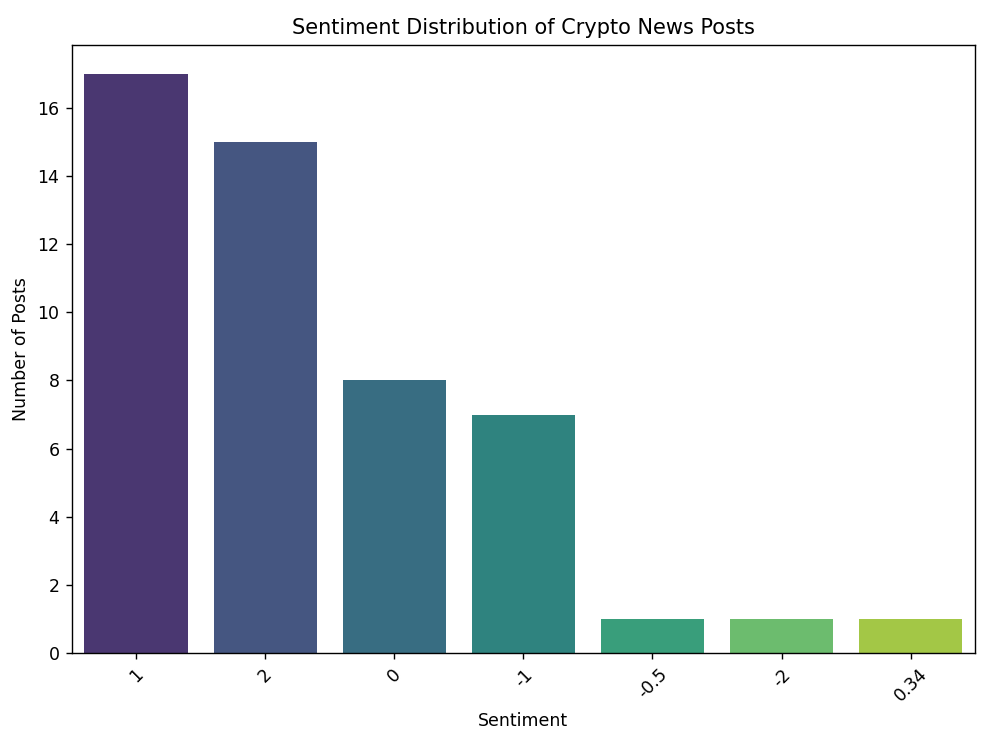 Sentiment Distribution of Crypto News Posts
16
14
12
10
8
6
4
2
0
Number of Posts
1 2 0 -1 -0.5 -2 0.34
Sentiment